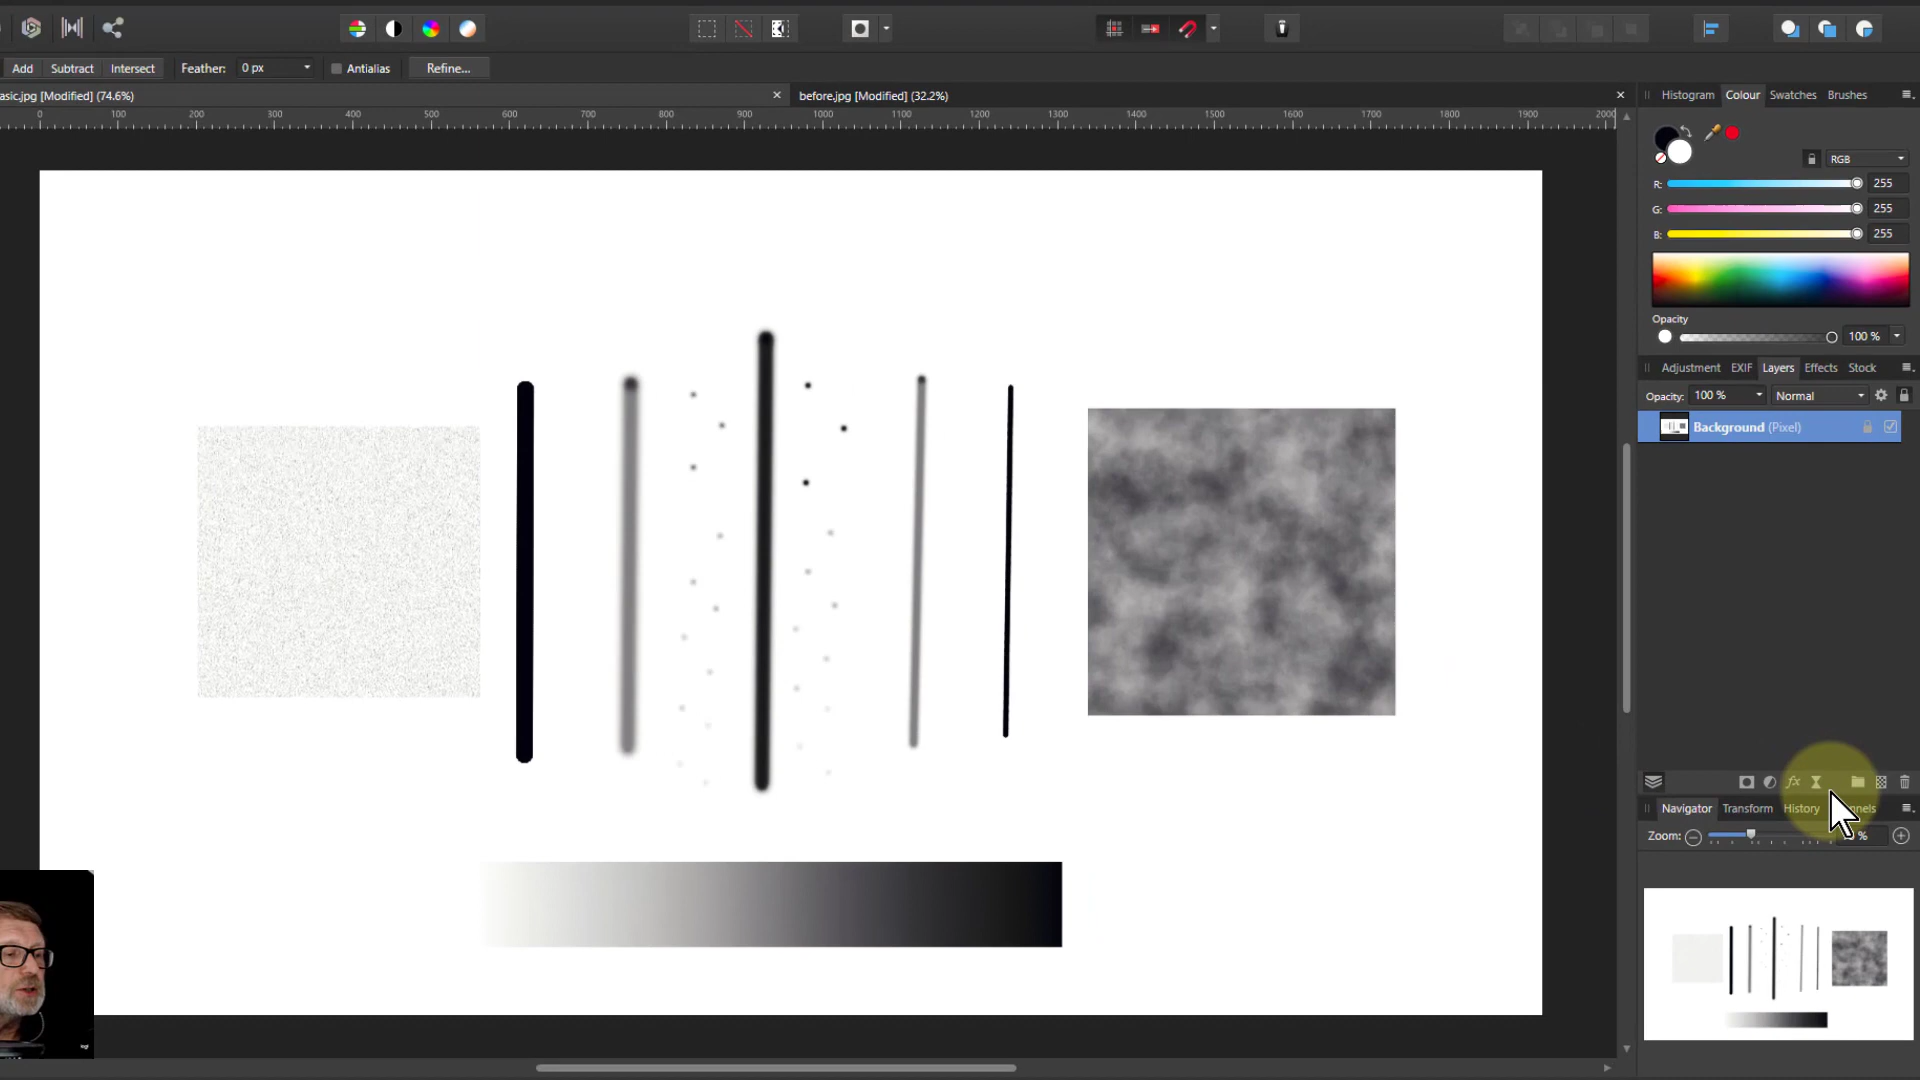 Add Subtract Intersect Feather: 0 px Antialias Refine...
asic.jpg [Modified] (74.6%)
before.jpg [Modified] (32.2%)
0 100 200 300 400 500 600 700 800 900 1000 1100 1200 1300 1400 1500 1600 1700 1800 1900 2000
Histogram Colour Swatches Brushes
RGB
R: 255
G: 255
B: 255
Opacity
100 %
Adjustment EXIF Layers Effects Stock
Opacity: 100 % Normal
Background (Pixel)
fx
Navigator Transform History nnels
Zoom: %